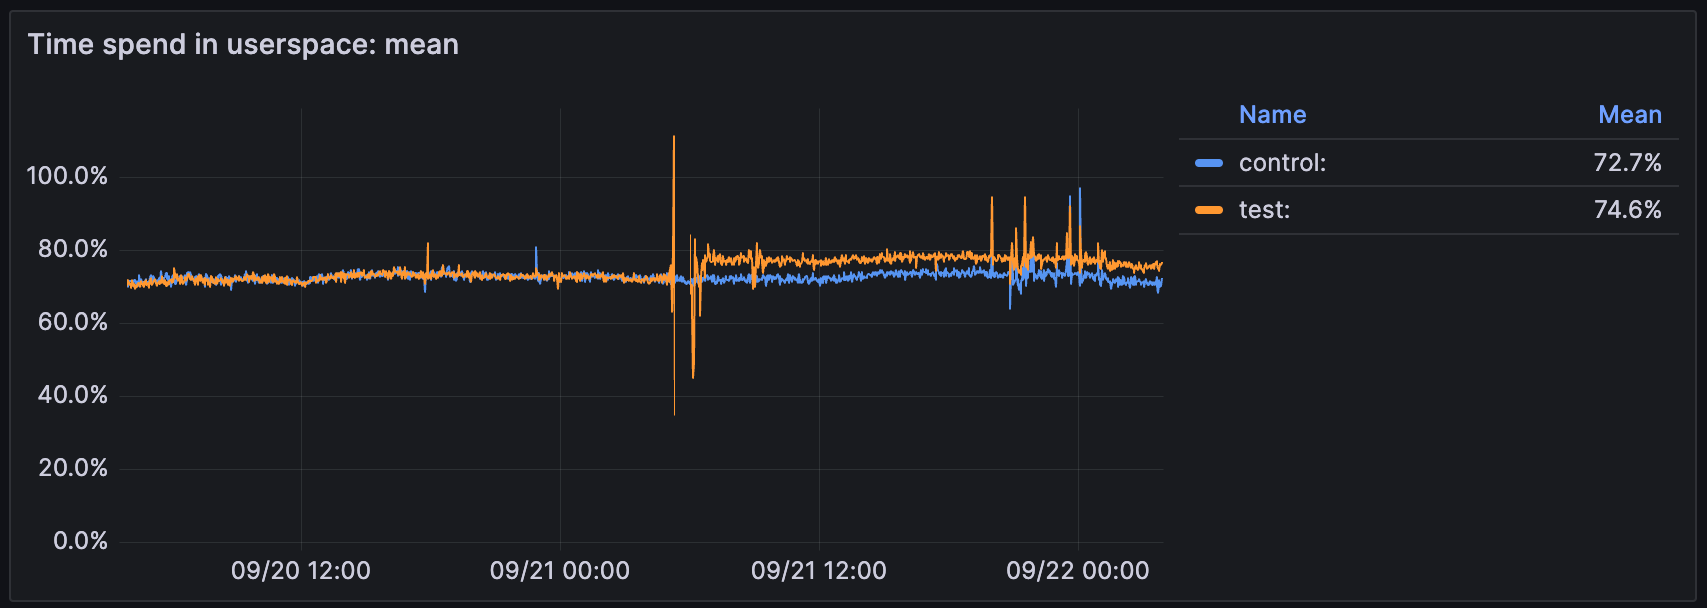 Time spend in userspace: mean
Name Mean
control: 72.7%
test: 74.6%
100.0%
80.0%
60.0%
40.0%
20.0%
0.0%
09/20 12:00 09/21 00:00 09/21 12:00 09/22 00:00